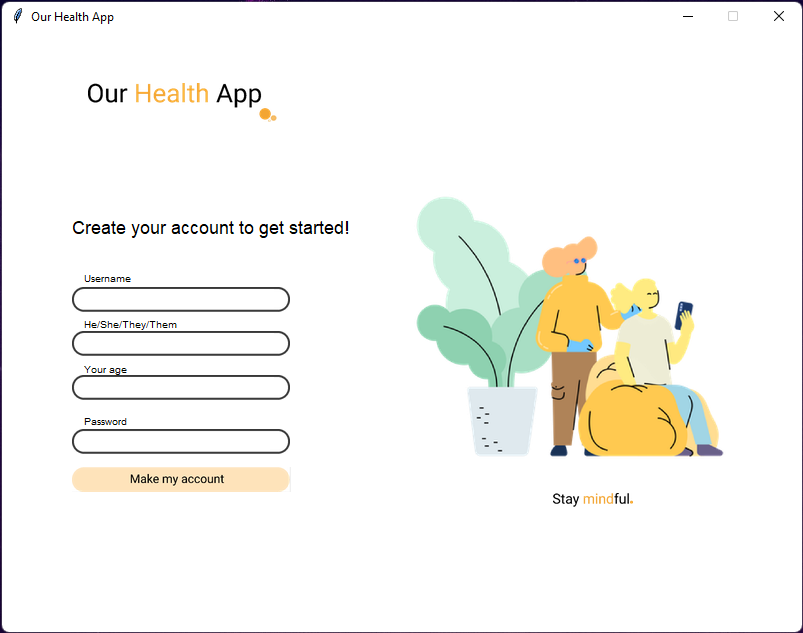 Our Health App
Our Health App
Create your account to get started!
Username
He/She/They/Them
Your age
Password
Make my account
Stay mindful.